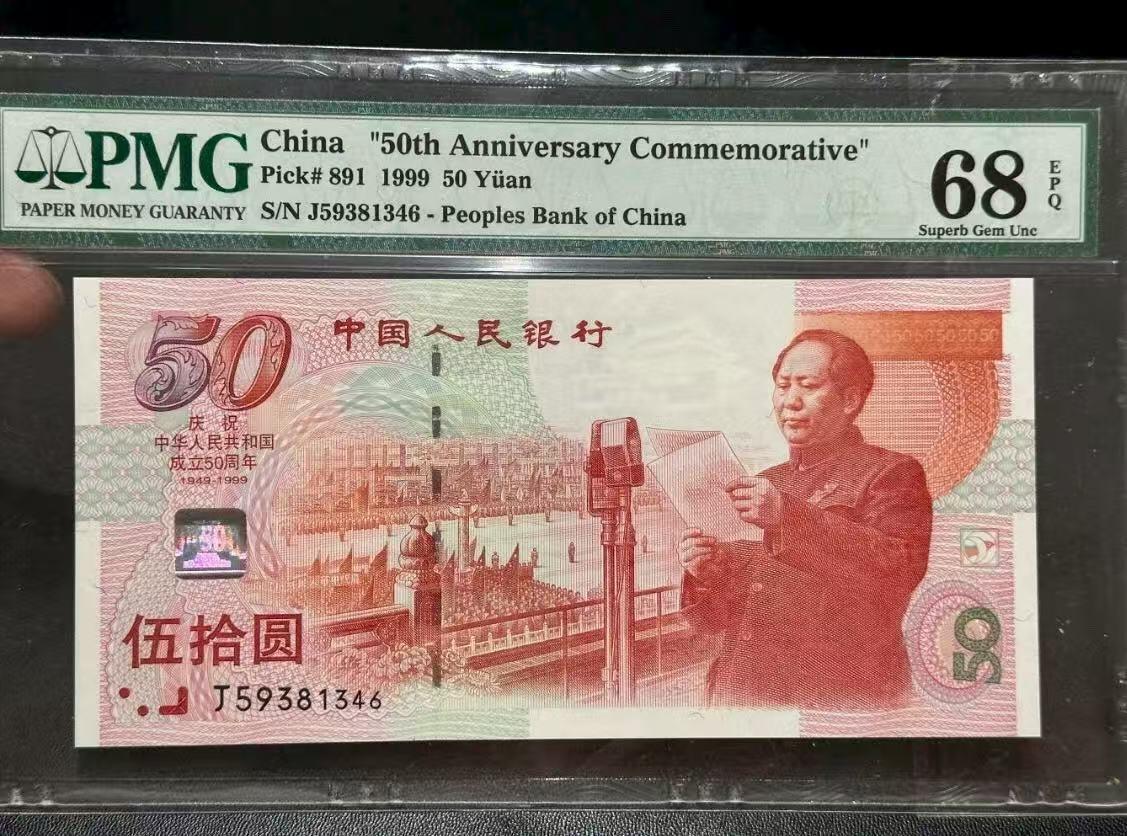 PMG
PAPER MONEY GUARANTY
China "50th Anniversary Commemorative"
Pick# 891 1999 50 Yüan
S/N J59381346 - Peoples Bank of China
68
EPQ
Superb Gem Unc
50
中国人民银行
庆祝
中华人民共和国
成立50周年
1949-1999
50
伍拾圆
J59381346
50